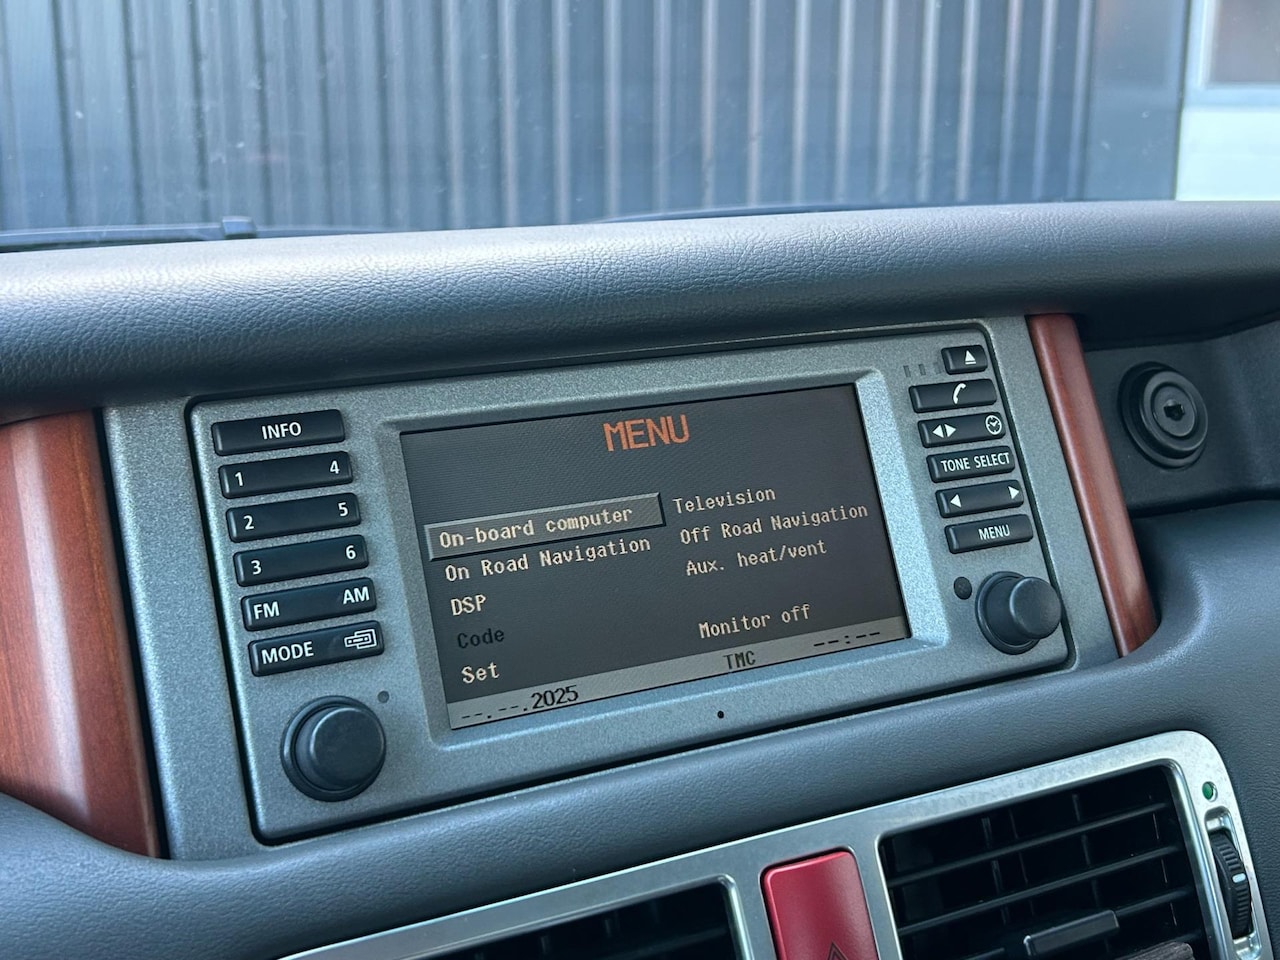 INFO
1 4
2 5
3 6
FM AM
MODE
MENU
On-board computer
On Road Navigation
DSP
Code
Set
Television
Off Road Navigation
Aux. heat/vent
Monitor off
--.--.2025
TMC
--:--
TONE SELECT
MENU